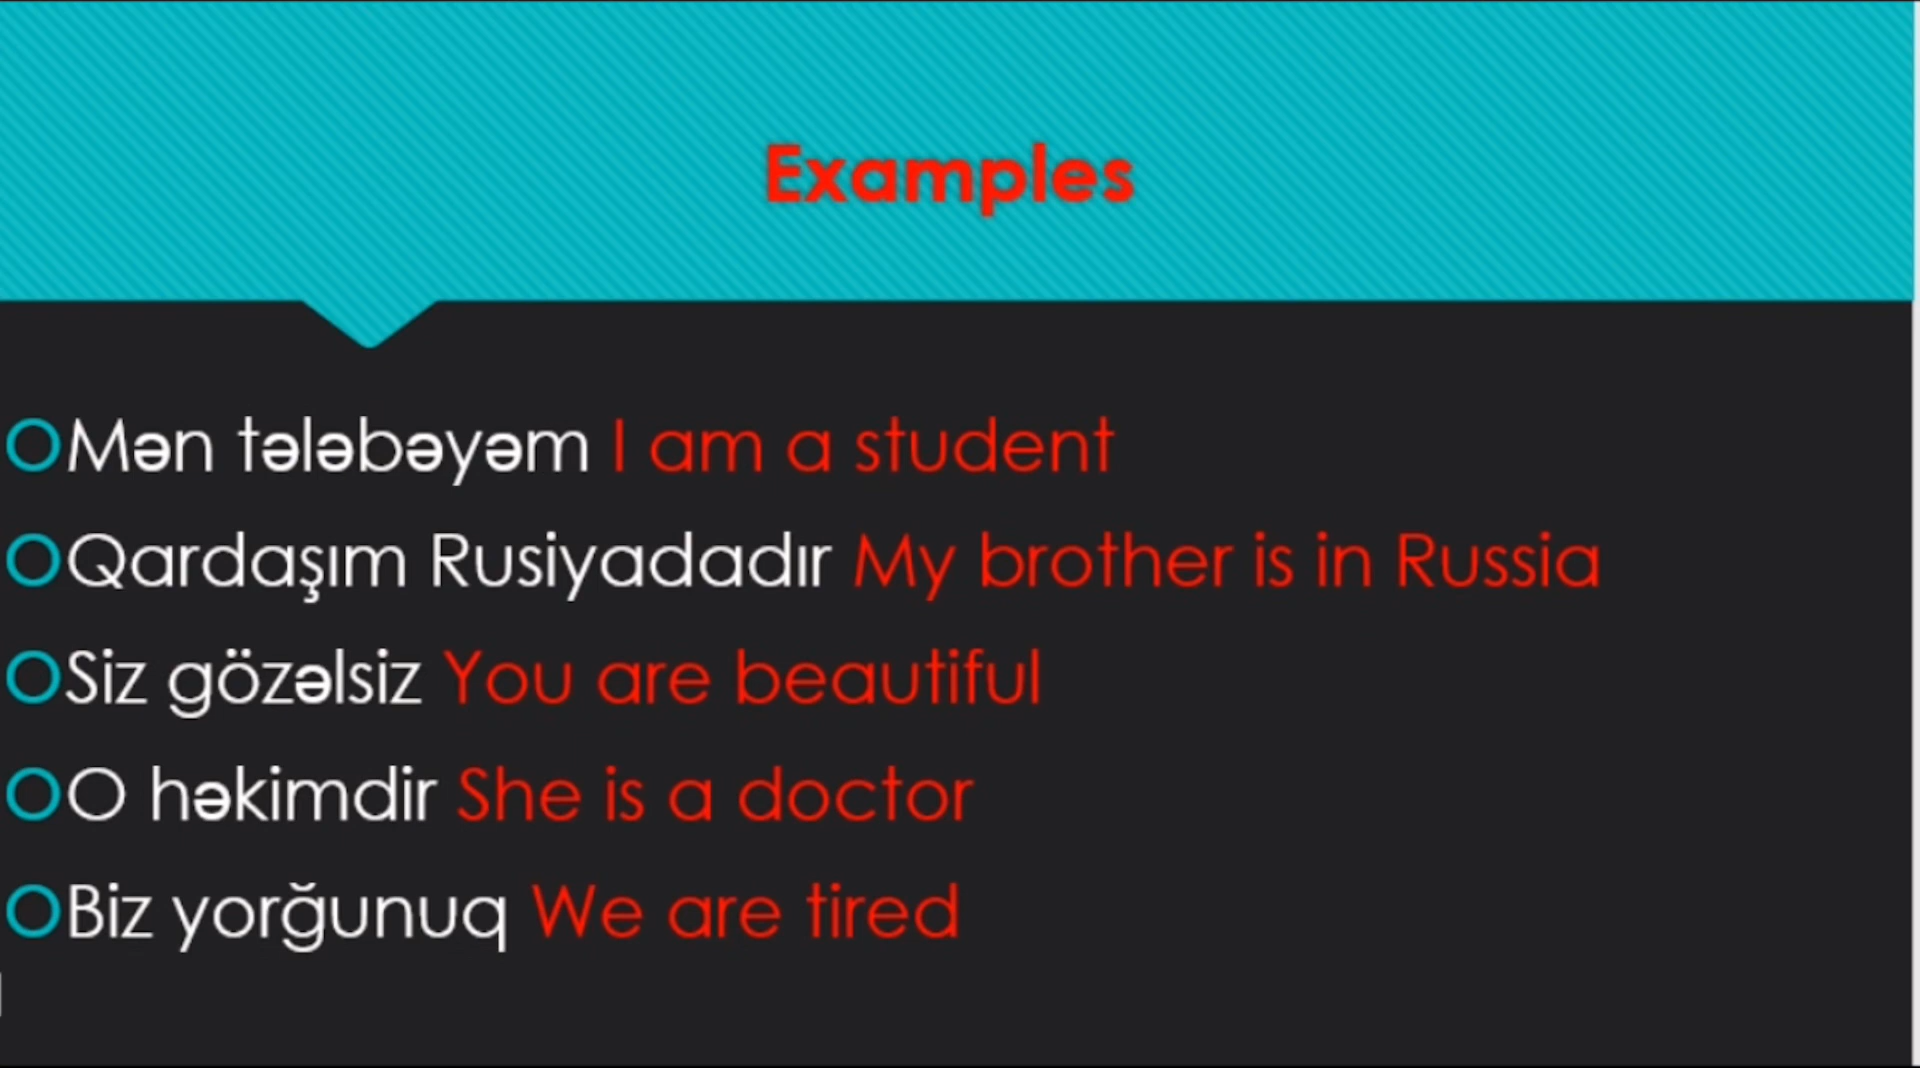 Examples
Mən tələbəyəm I am a student
Qardaşım Rusiyadadır My brother is in Russia
Siz gözəlsiz You are beautiful
O həkimdir She is a doctor
Biz yorğunuq We are tired